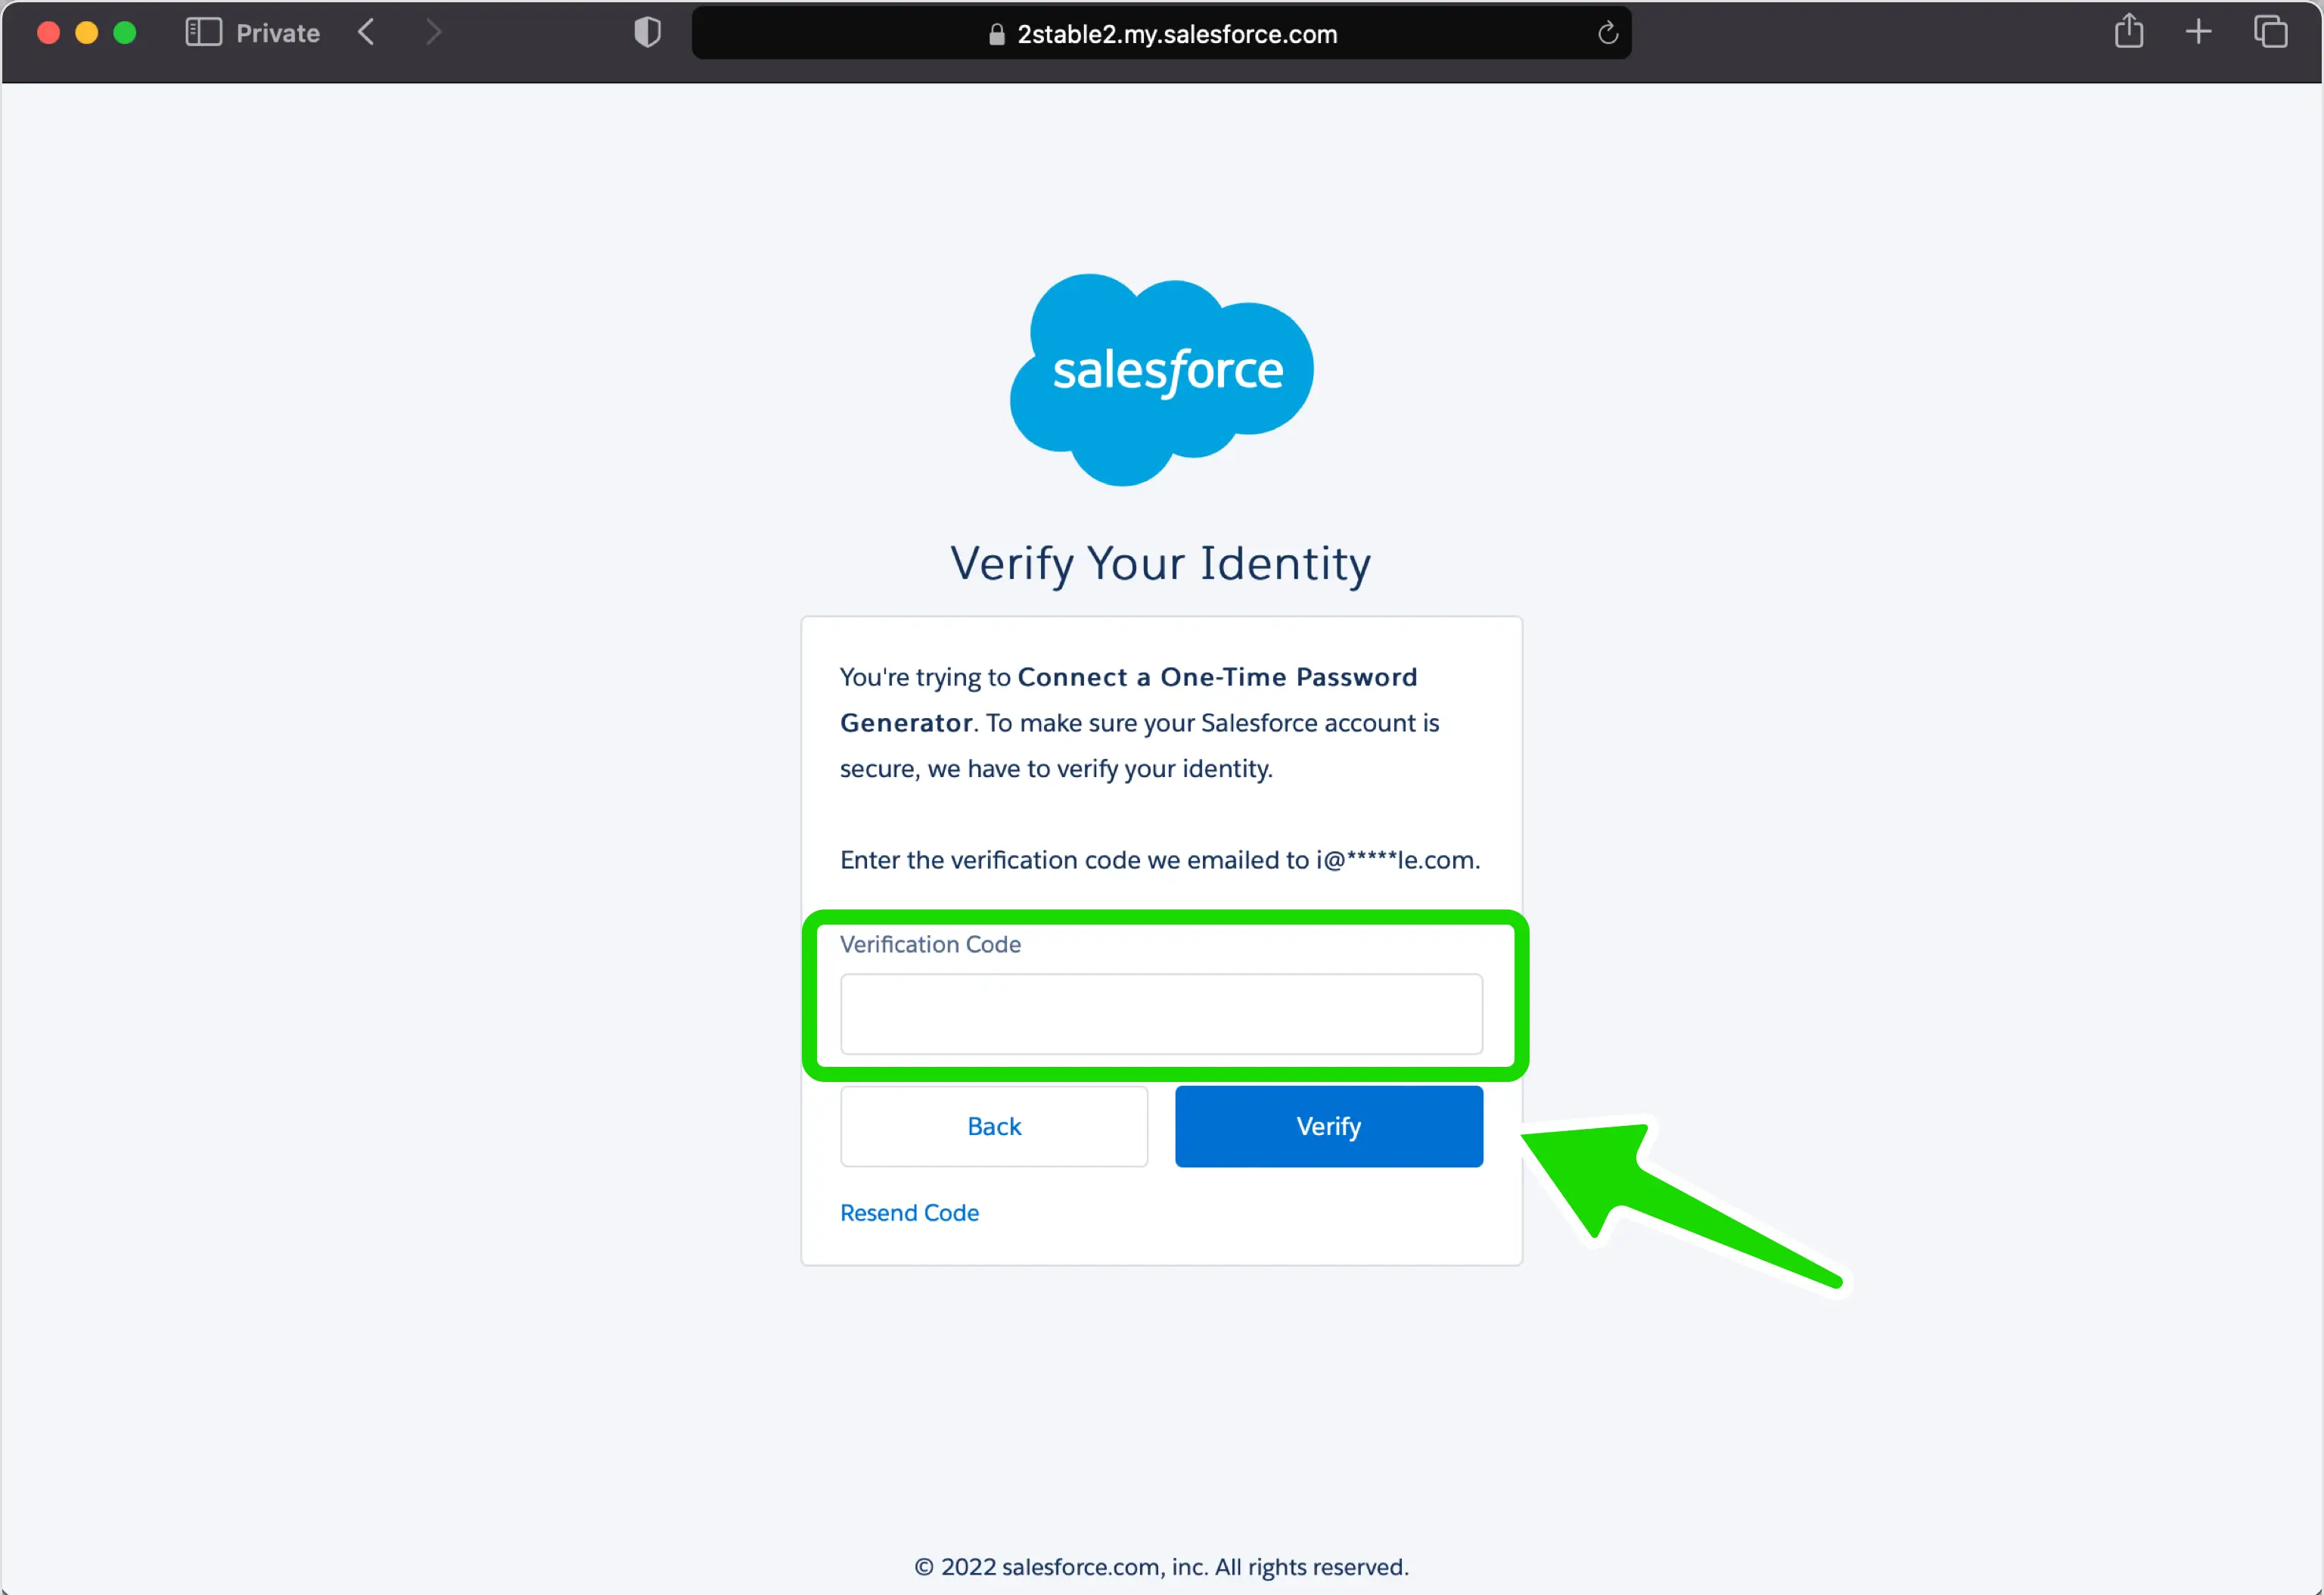 Private
2stable2.my.salesforce.com
salesforce
Verify Your Identity
You're trying to Connect a One-Time Password
Generator. To make sure your Salesforce account is
secure, we have to verify your identity.
Enter the verification code we emailed to i@*****le.com.
Verification Code
Back
Verify
Resend Code
© 2022 salesforce.com, inc. All rights reserved.